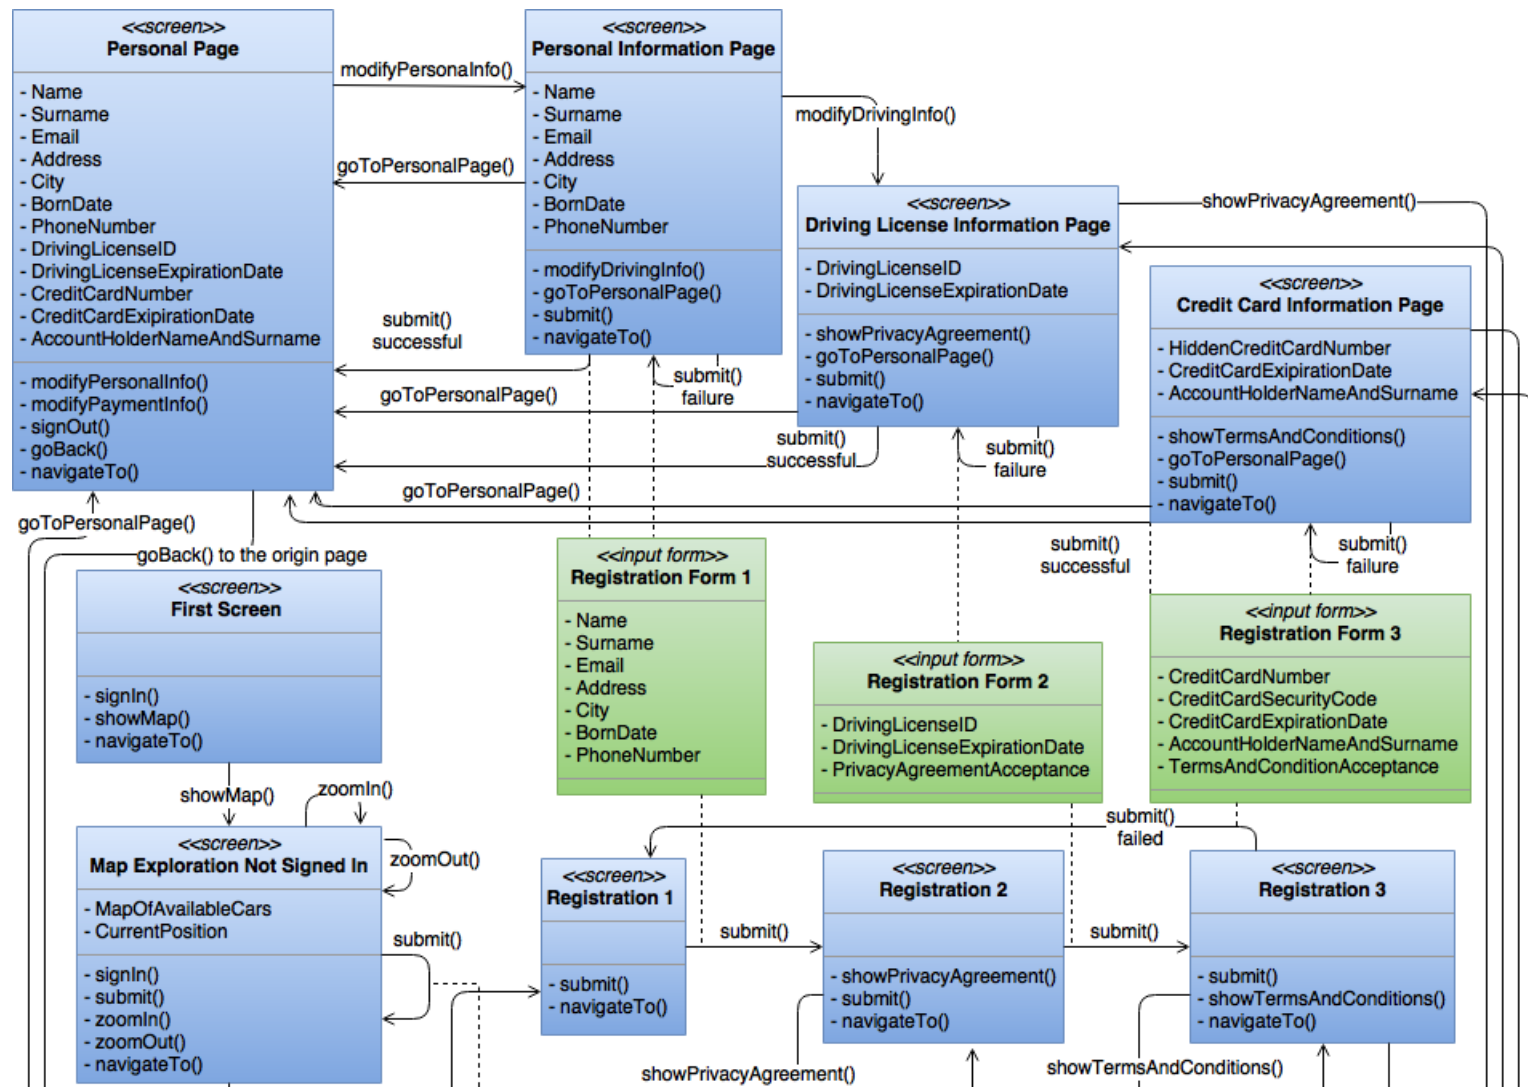 <<screen>>
Personal Page
- Name
- Surname
- Email
- Address
- City
- BornDate
- PhoneNumber
- DrivingLicenseID
- DrivingLicenseExpirationDate
- CreditCardNumber
- CreditCardExipirationDate
- AccountHolderNameAndSurname
- modifyPersonalInfo()
- modifyPaymentInfo()
- signOut()
- goBack()
- navigateTo()
modifyPersonaInfo()
goToPersonalPage()
submit()
successful
goToPersonalPage()
<<screen>>
Personal Information Page
- Name
- Surname
- Email
- Address
- City
- BornDate
- PhoneNumber
- modifyDrivingInfo()
- goToPersonalPage()
- submit()
- navigateTo()
submit()
failure
modifyDrivingInfo()
<<screen>>
Driving License Information Page
- DrivingLicenseID
- DrivingLicenseExpirationDate
- showPrivacyAgreement()
- goToPersonalPage()
- submit()
- navigateTo()
submit()
successful
submit()
failure
showPrivacyAgreement()
<<screen>>
Credit Card Information Page
- HiddenCreditCardNumber
- CreditCardExipirationDate
- AccountHolderNameAndSurname
- showTermsAndConditions()
- goToPersonalPage()
- submit()
- navigateTo()
goToPersonalPage()
submit()
successful
submit()
failure
goToPersonalPage()
goBack() to the origin page
<<screen>>
First Screen
- signIn()
- showMap()
- navigateTo()
showMap()
zoomIn()
<<input form>>
Registration Form 1
- Name
- Surname
- Email
- Address
- City
- BornDate
- PhoneNumber
<<input form>>
Registration Form 2
- DrivingLicenseID
- DrivingLicenseExpirationDate
- PrivacyAgreementAcceptance
<<input form>>
Registration Form 3
- CreditCardNumber
- CreditCardSecurityCode
- CreditCardExpirationDate
- AccountHolderNameAndSurname
- TermsAndConditionAcceptance
submit()
failed
<<screen>>
Map Exploration Not Signed In
- MapOfAvailableCars
- CurrentPosition
- signIn()
- submit()
- zoomIn()
- zoomOut()
- navigateTo()
zoomOut()
submit()
<<screen>>
Registration 1
- submit()
- navigateTo()
submit()
<<screen>>
Registration 2
- showPrivacyAgreement()
- submit()
- navigateTo()
submit()
<<screen>>
Registration 3
- submit()
- showTermsAndConditions()
- navigateTo()
showPrivacyAgreement()
showTermsAndConditions()